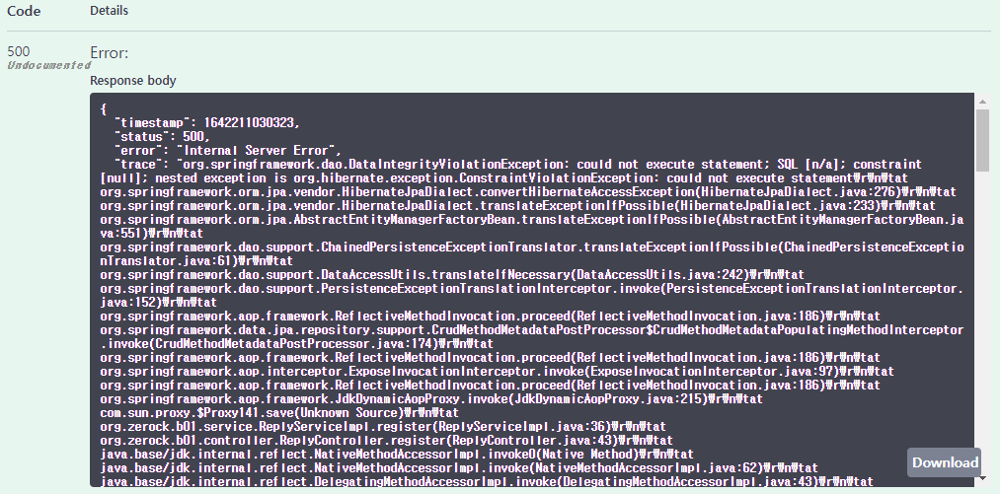 Code Details
500 Error:
Undocumented
Response body
{
"timestamp": 1642211030323,
"status": 500,
"error": "Internal Server Error",
"trace": "org.springframework.dao.DataIntegrityViolationException: could not execute statement; SQL [n/a]; constraint
[null]; nested exception is org.hibernate.exception.ConstraintViolationException: could not execute statement₩r₩n₩tat
org.springframework.orm.jpa.vendor.HibernateJpaDialect.convertHibernateAccessException(HibernateJpaDialect.java:276)₩r₩n₩tat
org.springframework.orm.jpa.vendor.HibernateJpaDialect.translateExceptionIfPossible(HibernateJpaDialect.java:233)₩r₩n₩tat
org.springframework.orm.jpa.AbstractEntityManagerFactoryBean.translateExceptionIfPossible(AbstractEntityManagerFactoryBean.ja
va:551)₩r₩n₩tat
org.springframework.dao.support.ChainedPersistenceExceptionTranslator.translateExceptionIfPossible(ChainedPersistenceExceptio
nTranslator.java:61)₩r₩n₩tat
org.springframework.dao.support.DataAccessUtils.translateIfNecessary(DataAccessUtils.java:242)₩r₩n₩tat
org.springframework.dao.support.PersistenceExceptionTranslationInterceptor.invoke(PersistenceExceptionTranslationInterceptor.
java:152)₩r₩n₩tat
org.springframework.aop.framework.ReflectiveMethodInvocation.proceed(ReflectiveMethodInvocation.java:186)₩r₩n₩tat
org.springframework.data.jpa.repository.support.CrudMethodMetadataPostProcessor$CrudMethodMetadataPopulatingMethodInterceptor
.invoke(CrudMethodMetadataPostProcessor.java:174)₩r₩n₩tat
org.springframework.aop.framework.ReflectiveMethodInvocation.proceed(ReflectiveMethodInvocation.java:186)₩r₩n₩tat
org.springframework.aop.interceptor.ExposeInvocationInterceptor.invoke(ExposeInvocationInterceptor.java:97)₩r₩n₩tat
org.springframework.aop.framework.ReflectiveMethodInvocation.proceed(ReflectiveMethodInvocation.java:186)₩r₩n₩tat
org.springframework.aop.framework.JdkDynamicAopProxy.invoke(JdkDynamicAopProxy.java:215)₩r₩n₩tat
com.sun.proxy.$Proxy141.save(Unknown Source)₩r₩n₩tat
org.zerock.b01.service.ReplyServiceImpl.register(ReplyServiceImpl.java:36)₩r₩n₩tat
org.zerock.b01.controller.ReplyController.register(ReplyController.java:43)₩r₩n₩tat
java.base/jdk.internal.reflect.NativeMethodAccessorImpl.invoke0(Native Method)₩r₩n₩tat
java.base/jdk.internal.reflect.NativeMethodAccessorImpl.invoke(NativeMethodAccessorImpl.java:62)₩r₩n₩tat
java.base/jdk.internal.reflect.DelegatingMethodAccessorImpl.invoke(DelegatingMethodAccessorImpl.java:43)₩r₩n₩tat
Download